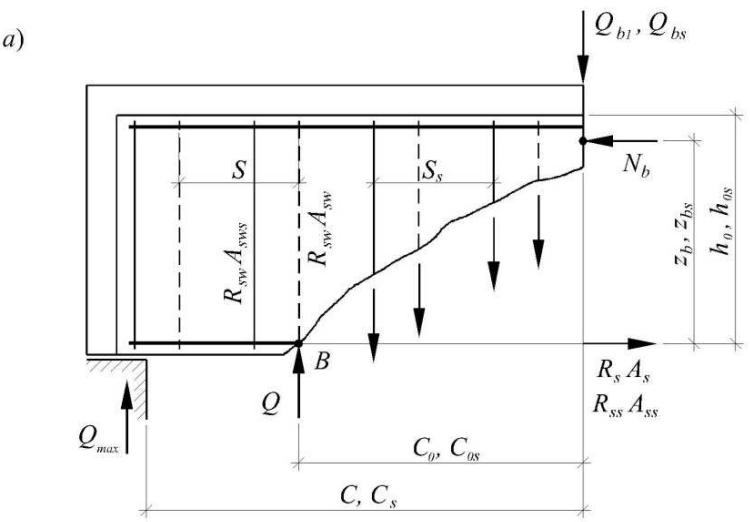 а)
Q_{b1}, Q_{bs}
N_b
S
S_s
R_{sw}A_{sws}
R_{sw}A_{sw}
z_b, z_{bs}
h_0, h_{0s}
B
R_s A_s
R_{ss} A_{ss}
Q
Q_{max}
C_0, C_{0s}
C, C_s